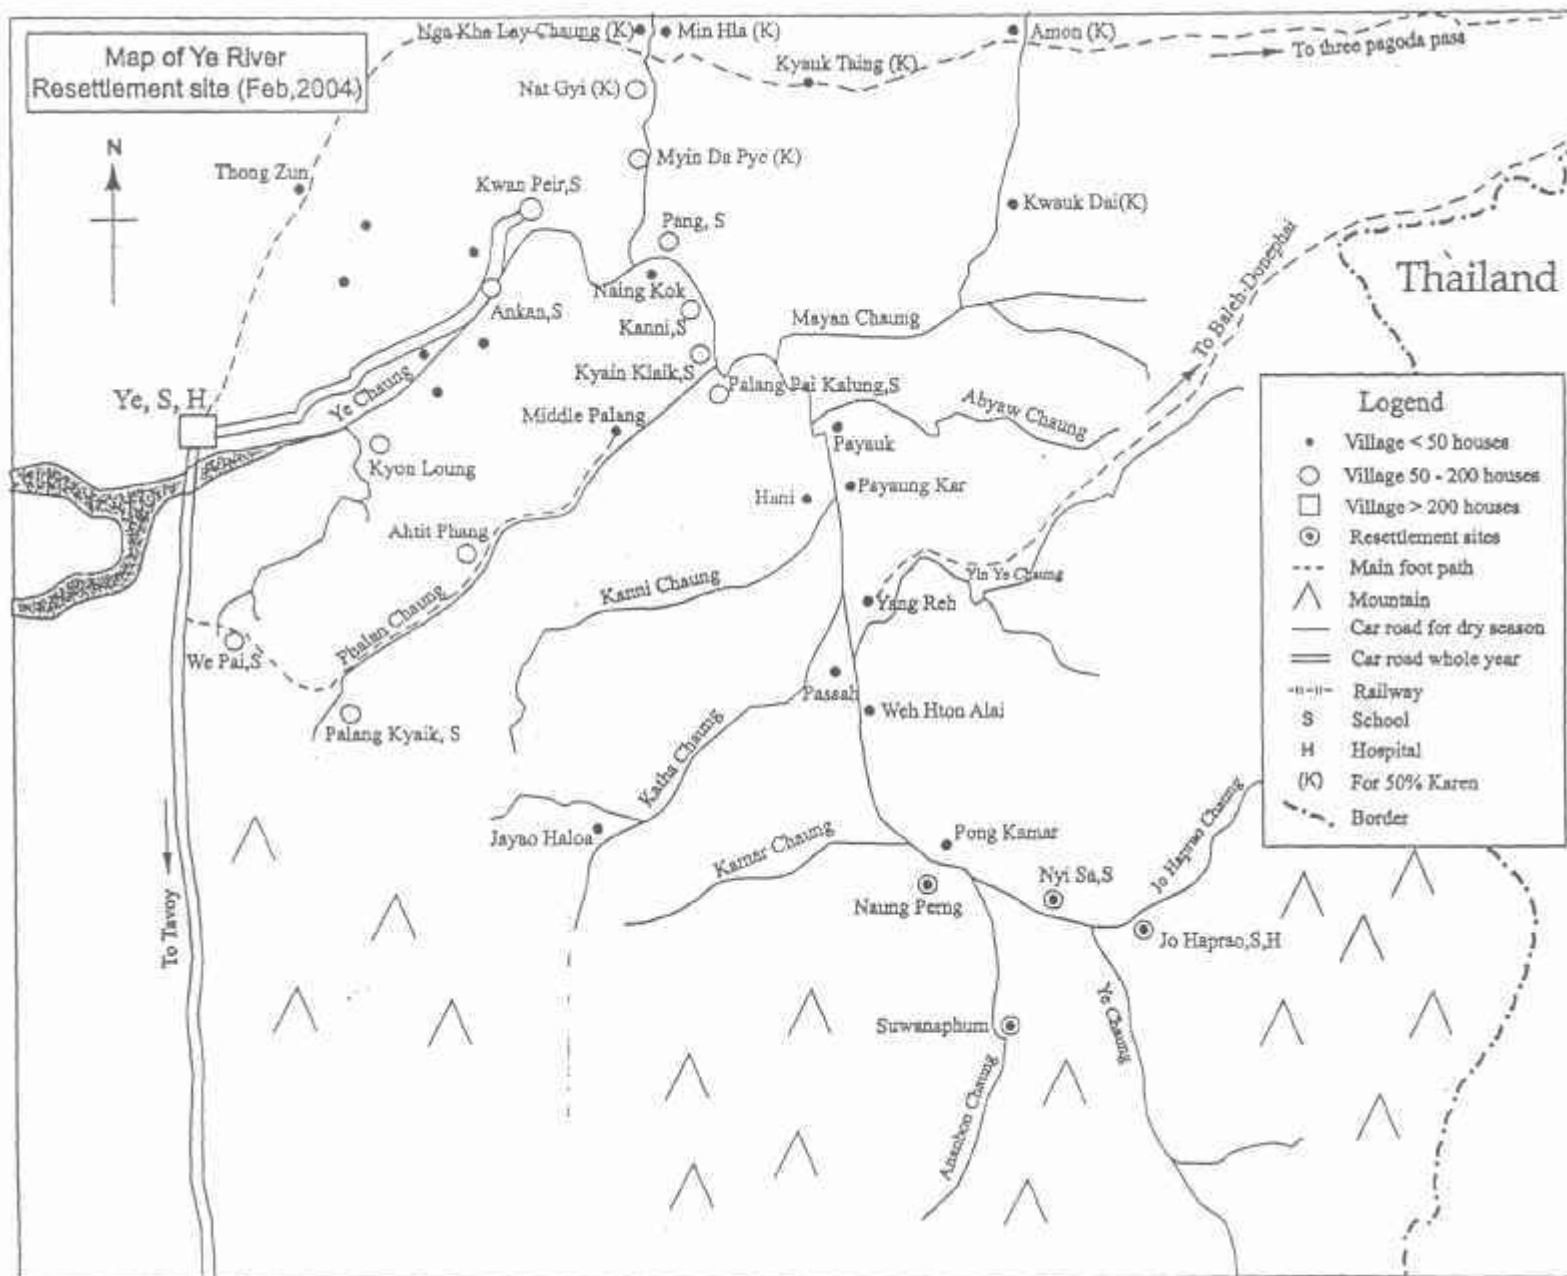 Map of Ye River
Resettlement site (Feb,2004)
N
Nga Kha Lay Chaung (K)
Min Hla (K)
Amon (K)
To three pagoda pass
Kyauk Taing (K)
Nat Gyi (K)
Myin Da Pye (K)
Thong Zun
Kwan Peir,S
Kwauk Dai(K)
Pang, S
To Baleh-Donephai
Thailand
Naing Kok
Ankan,S
Kanni,S
Mayan Chaung
Kyain Klaik,S
Palang Pai Kalung,S
Ye Chaung
Ye, S, H
Middle Palang
Abyaw Chaung
Payauk
Kyon Loung
Hani
Payaung Kar
Ahtit Phang
Kanni Chaung
Yin Ye Chaung
Yang Reh
Phalan Chaung
We Pai,S
Passah
Palang Kyaik, S
Weh Hton Alai
Katha Chaung
Jayao Haloa
Kamar Chaung
Pong Kamar
Jo Haprao Chaung
Nyi Sa,S
Naung Perng
Jo Haprao,S,H
To Tavoy
Suwanaphum
Ye Chaung
Ananbon Chaung
Legend
Village < 50 houses
Village 50 - 200 houses
Village > 200 houses
Resettlement sites
Main foot path
Mountain
Car road for dry season
Car road whole year
Railway
S School
H Hospital
(K) For 50% Karen
Border